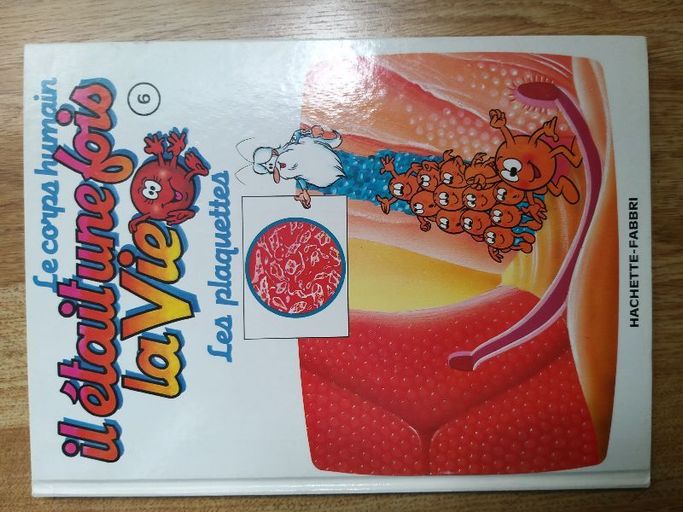 Le corps humain
il était une fois
la Vie
6
Les plaquettes
HACHETTE-FABBRI